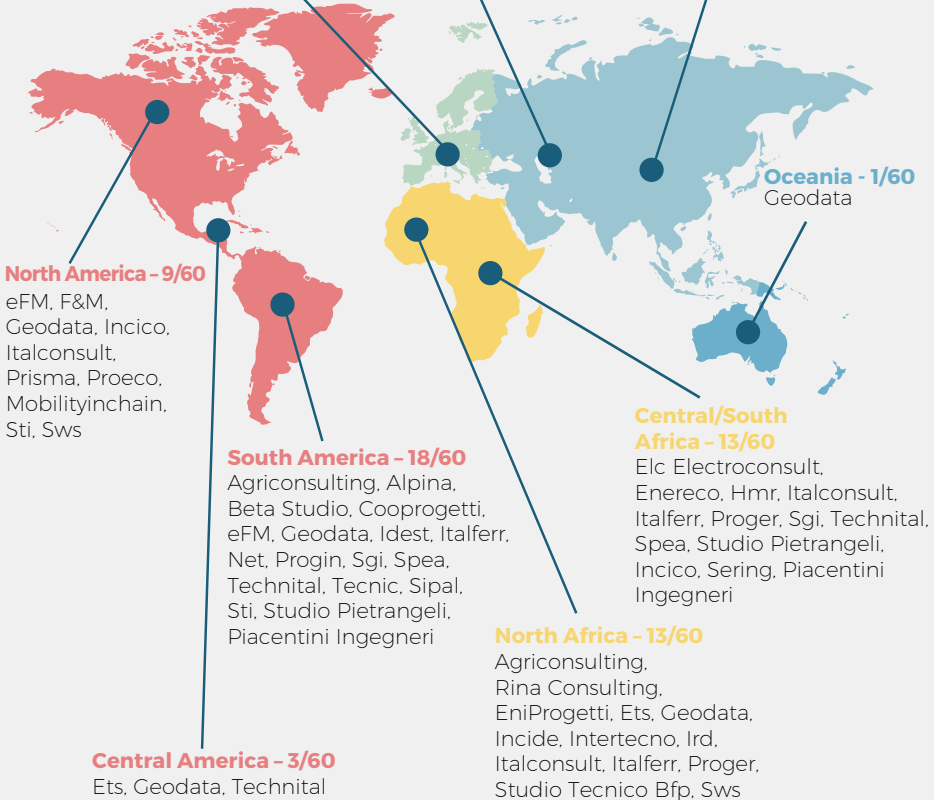 Oceania - 1/60
Geodata
North America – 9/60
eFM, F&M,
Geodata, Incico,
Italconsult,
Prisma, Proeco,
Mobilityinchain,
Sti, Sws
South America – 18/60
Agriconsulting, Alpina,
Beta Studio, Cooprogetti,
eFM, Geodata, Idest, Italferr,
Net, Progin, Sgi, Spea,
Technital, Tecnic, Sipal,
Sti, Studio Pietrangeli,
Piacentini Ingegneri
Central/South
Africa – 13/60
Elc Electroconsult,
Enereco, Hmr, Italconsult,
Italferr, Proger, Sgi, Technital,
Spea, Studio Pietrangeli,
Incico, Sering, Piacentini
Ingegneri
North Africa – 13/60
Agriconsulting,
Rina Consulting,
EniProgetti, Ets, Geodata,
Incide, Intertecno, Ird,
Italconsult, Italferr, Proger,
Studio Tecnico Bfp, Sws
Central America – 3/60
Ets, Geodata, Technital